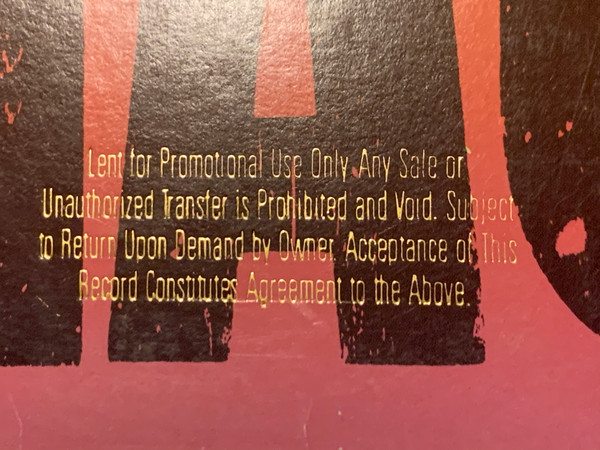 Lent for Promotional Use Only. Any Sale or
Unauthorized Transfer is Prohibited and Void. Subject
to Return Upon Demand by Owner. Acceptance of This
Record Constitutes Agreement to the Above.